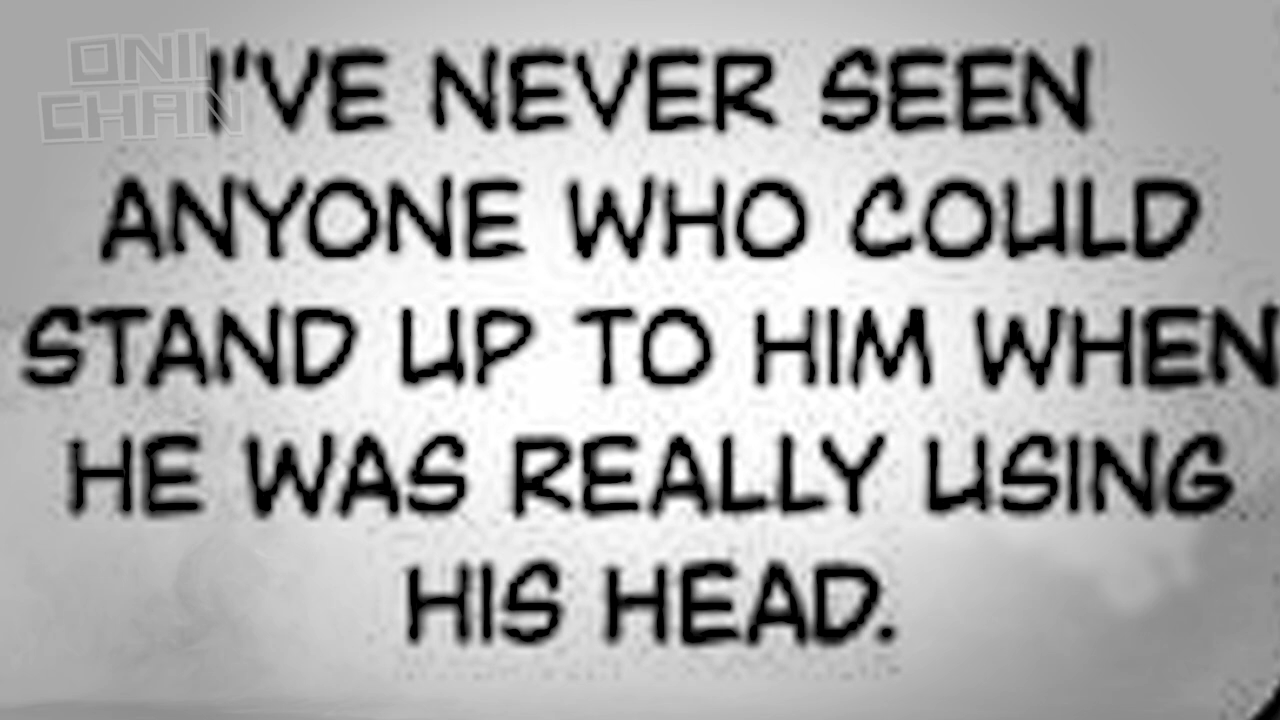 ONII
CHAN
I'VE NEVER SEEN
ANYONE WHO COULD
STAND UP TO HIM WHEN
HE WAS REALLY USING
HIS HEAD.